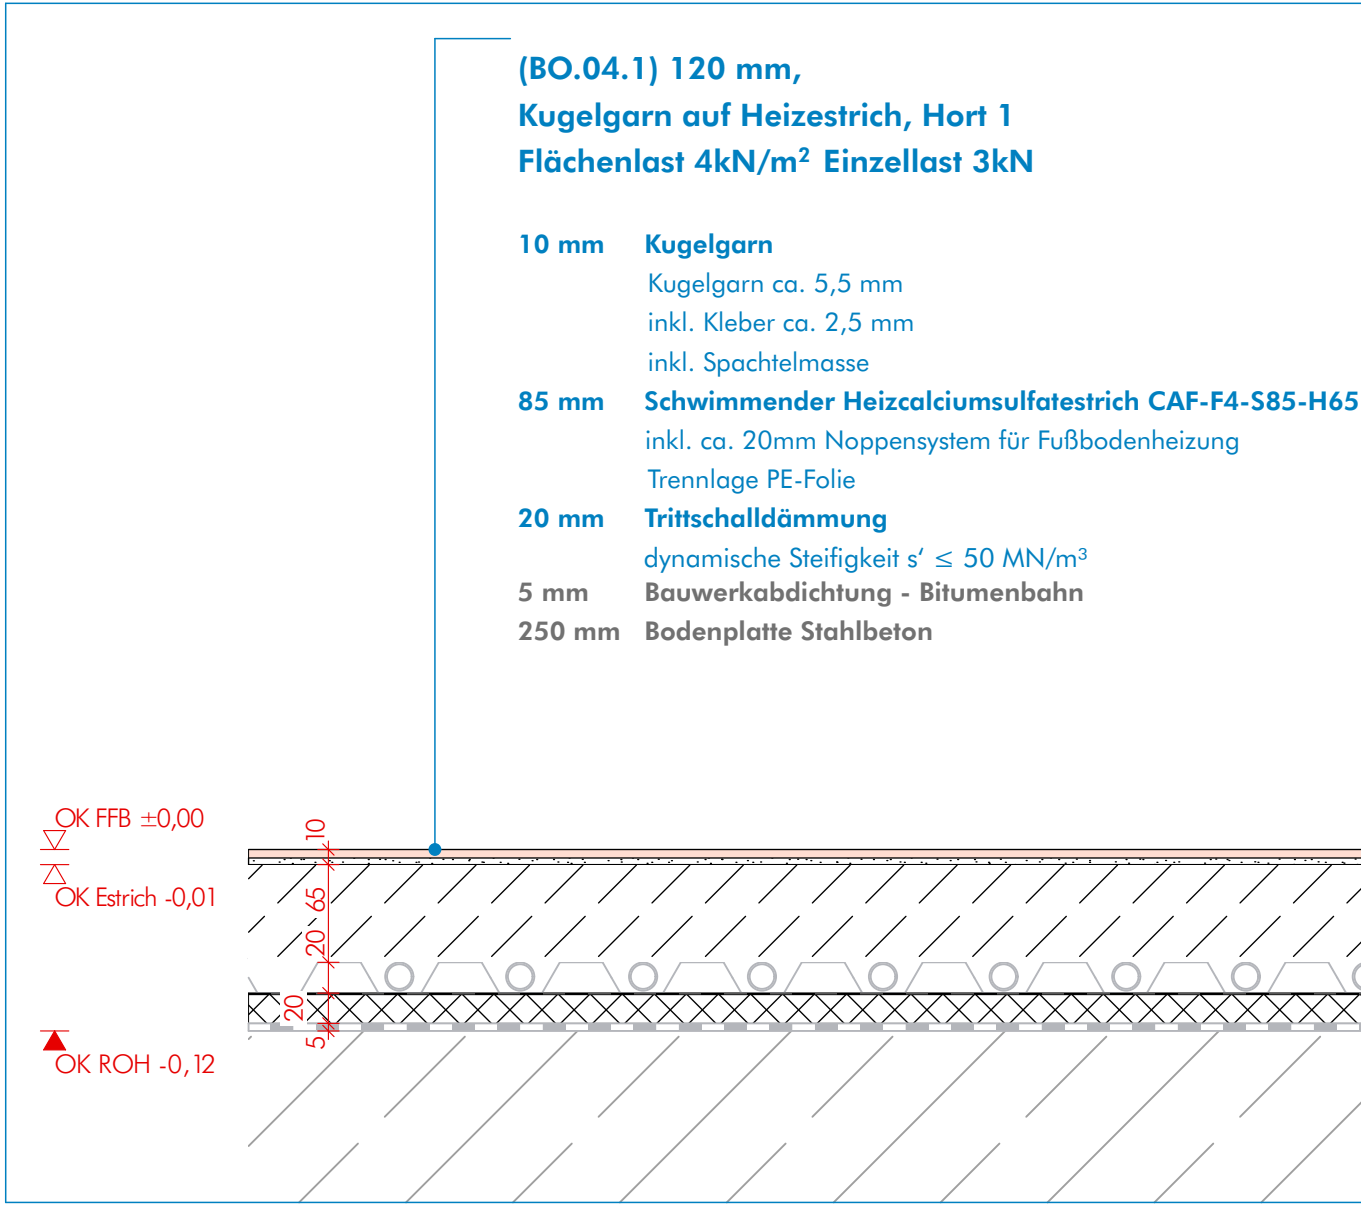 (BO.04.1) 120 mm,
Kugelgarn auf Heizestrich, Hort 1
Flächenlast 4kN/m² Einzellast 3kN
10 mm Kugelgarn
Kugelgarn ca. 5,5 mm
inkl. Kleber ca. 2,5 mm
inkl. Spachtelmasse
85 mm Schwimmender Heizcalciumsulfatestrich CAF-F4-S85-H65
inkl. ca. 20mm Noppensystem für Fußbodenheizung
Trennlage PE-Folie
20 mm Trittschalldämmung
dynamische Steifigkeit s‘ ≤ 50 MN/m³
5 mm Bauwerkabdichtung - Bitumenbahn
250 mm Bodenplatte Stahlbeton
OK FFB ±0,00
10
OK Estrich -0,01
65
20
20
5
OK ROH -0,12